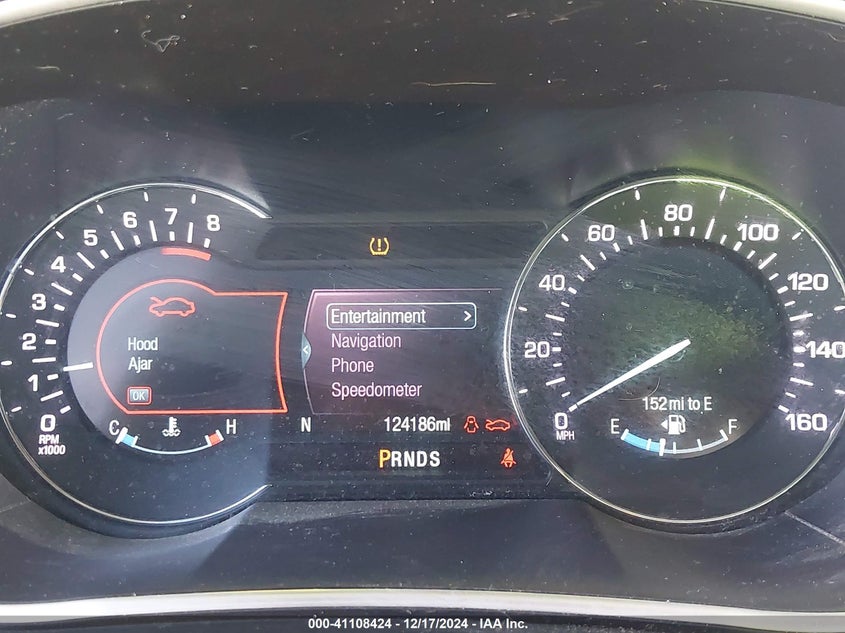 0
1
2
3
4
5
6
7
8
RPM
x1000
Hood
Ajar
OK
C
H
Entertainment >
Navigation
Phone
Speedometer
N
124186mi
PRNDS
0
20
40
60
80
100
120
140
160
MPH
152 mi to E
E
F
000-41108424 / 12/17/2024 - IAA Inc.